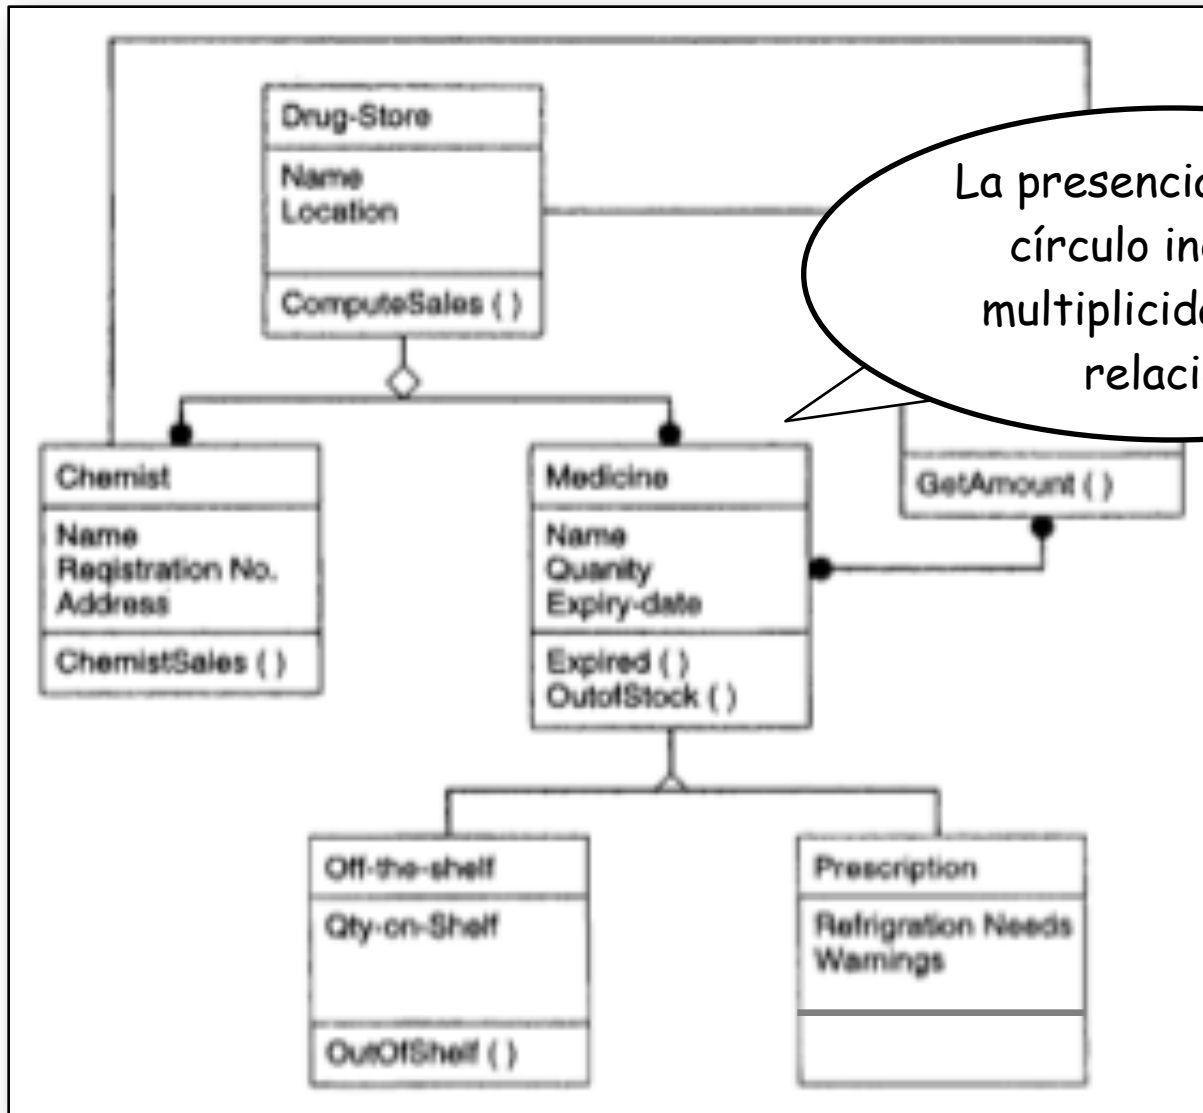 Drug-Store
Name
Location
ComputeSales ( )
La presencia
círculo in
multiplicid
relaci
Chemist
Name
Registration No.
Address
ChemistSales ( )
Medicine
Name
Quanity
Expiry-date
Expired ( )
OutofStock ( )
GetAmount ( )
Off-the-shelf
Qty-on-Shelf
OutOfShelf ( )
Prescription
Refrigration Needs
Warnings